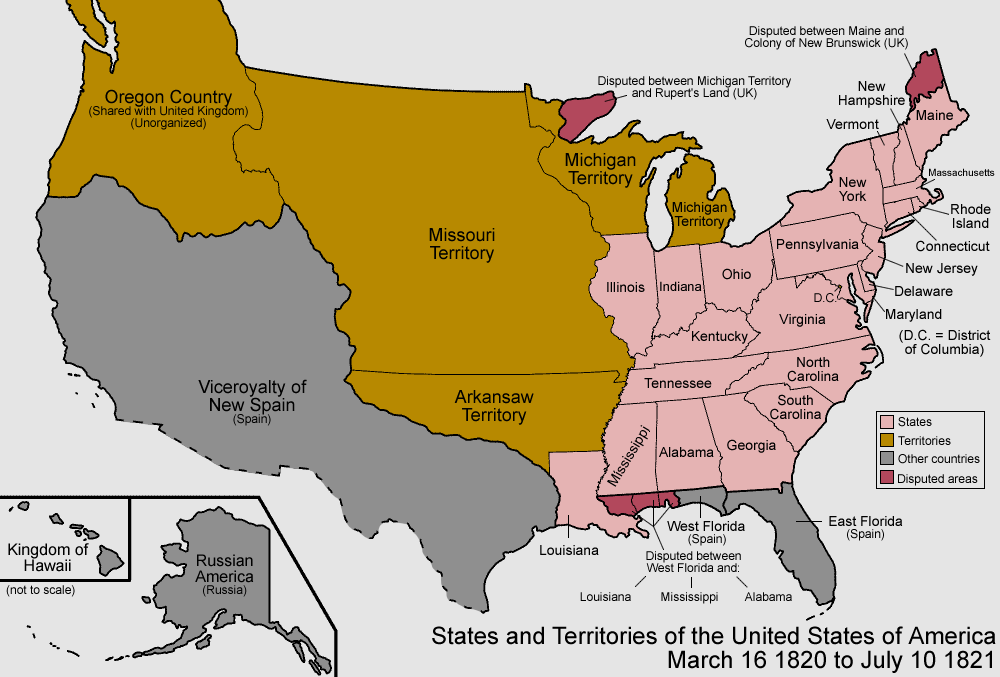 Disputed between Maine and
Colony of New Brunswick (UK)
Disputed between Michigan Territory
and Rupert's Land (UK)
Oregon Country
(Shared with United Kingdom)
(Unorganized)
New
Hampshire
Vermont
Maine
Michigan
Territory
Massachusetts
New
York
Michigan
Territory
Rhode
Island
Missouri
Territory
Connecticut
Pennsylvania
New Jersey
Ohio
Illinois
Indiana
D.C.
Delaware
Maryland
Virginia
(D.C. = District
of Columbia)
Kentucky
North
Carolina
Tennessee
Viceroyalty of
New Spain
(Spain)
Arkansaw
Territory
South
Carolina
Mississippi
Alabama
Georgia
States
Territories
Other countries
Disputed areas
West Florida
(Spain)
East Florida
(Spain)
Louisiana
Disputed between
West Florida and:
Louisiana
Mississippi
Alabama
Kingdom of
Hawaii
(not to scale)
Russian
America
(Russia)
States and Territories of the United States of America
March 16 1820 to July 10 1821